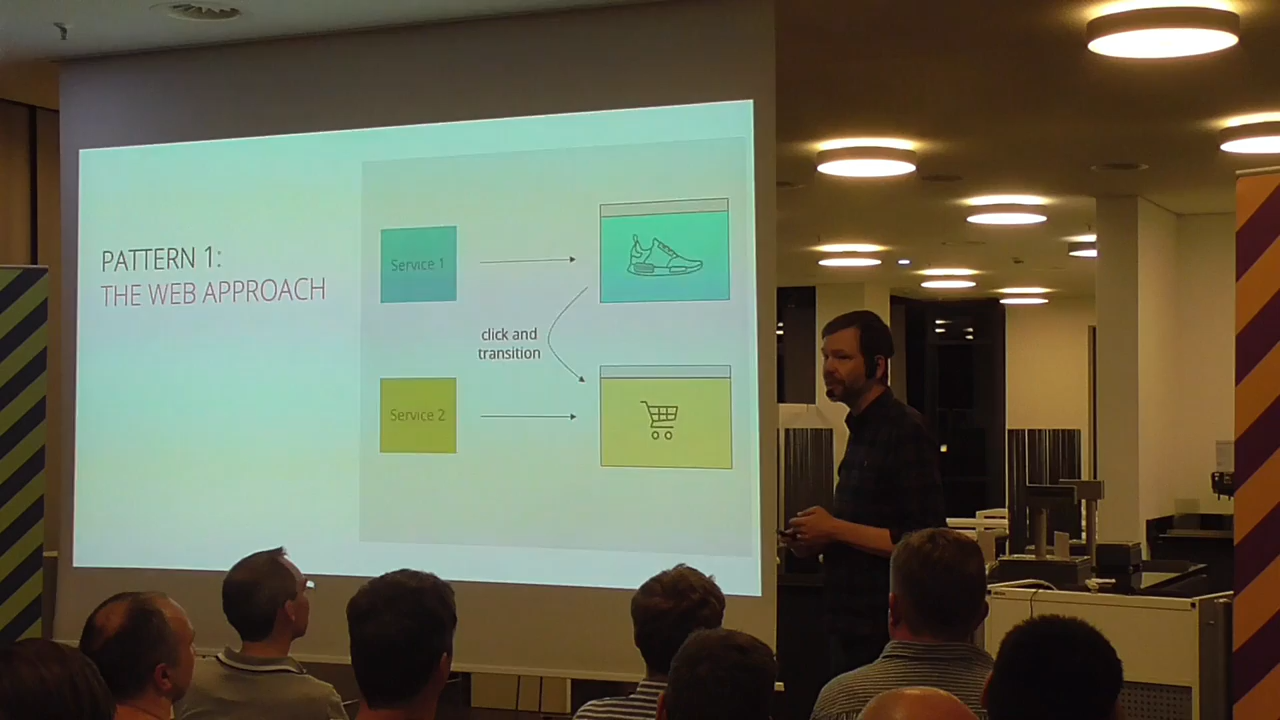 PATTERN 1:
THE WEB APPROACH
Service 1
click and
transition
Service 2